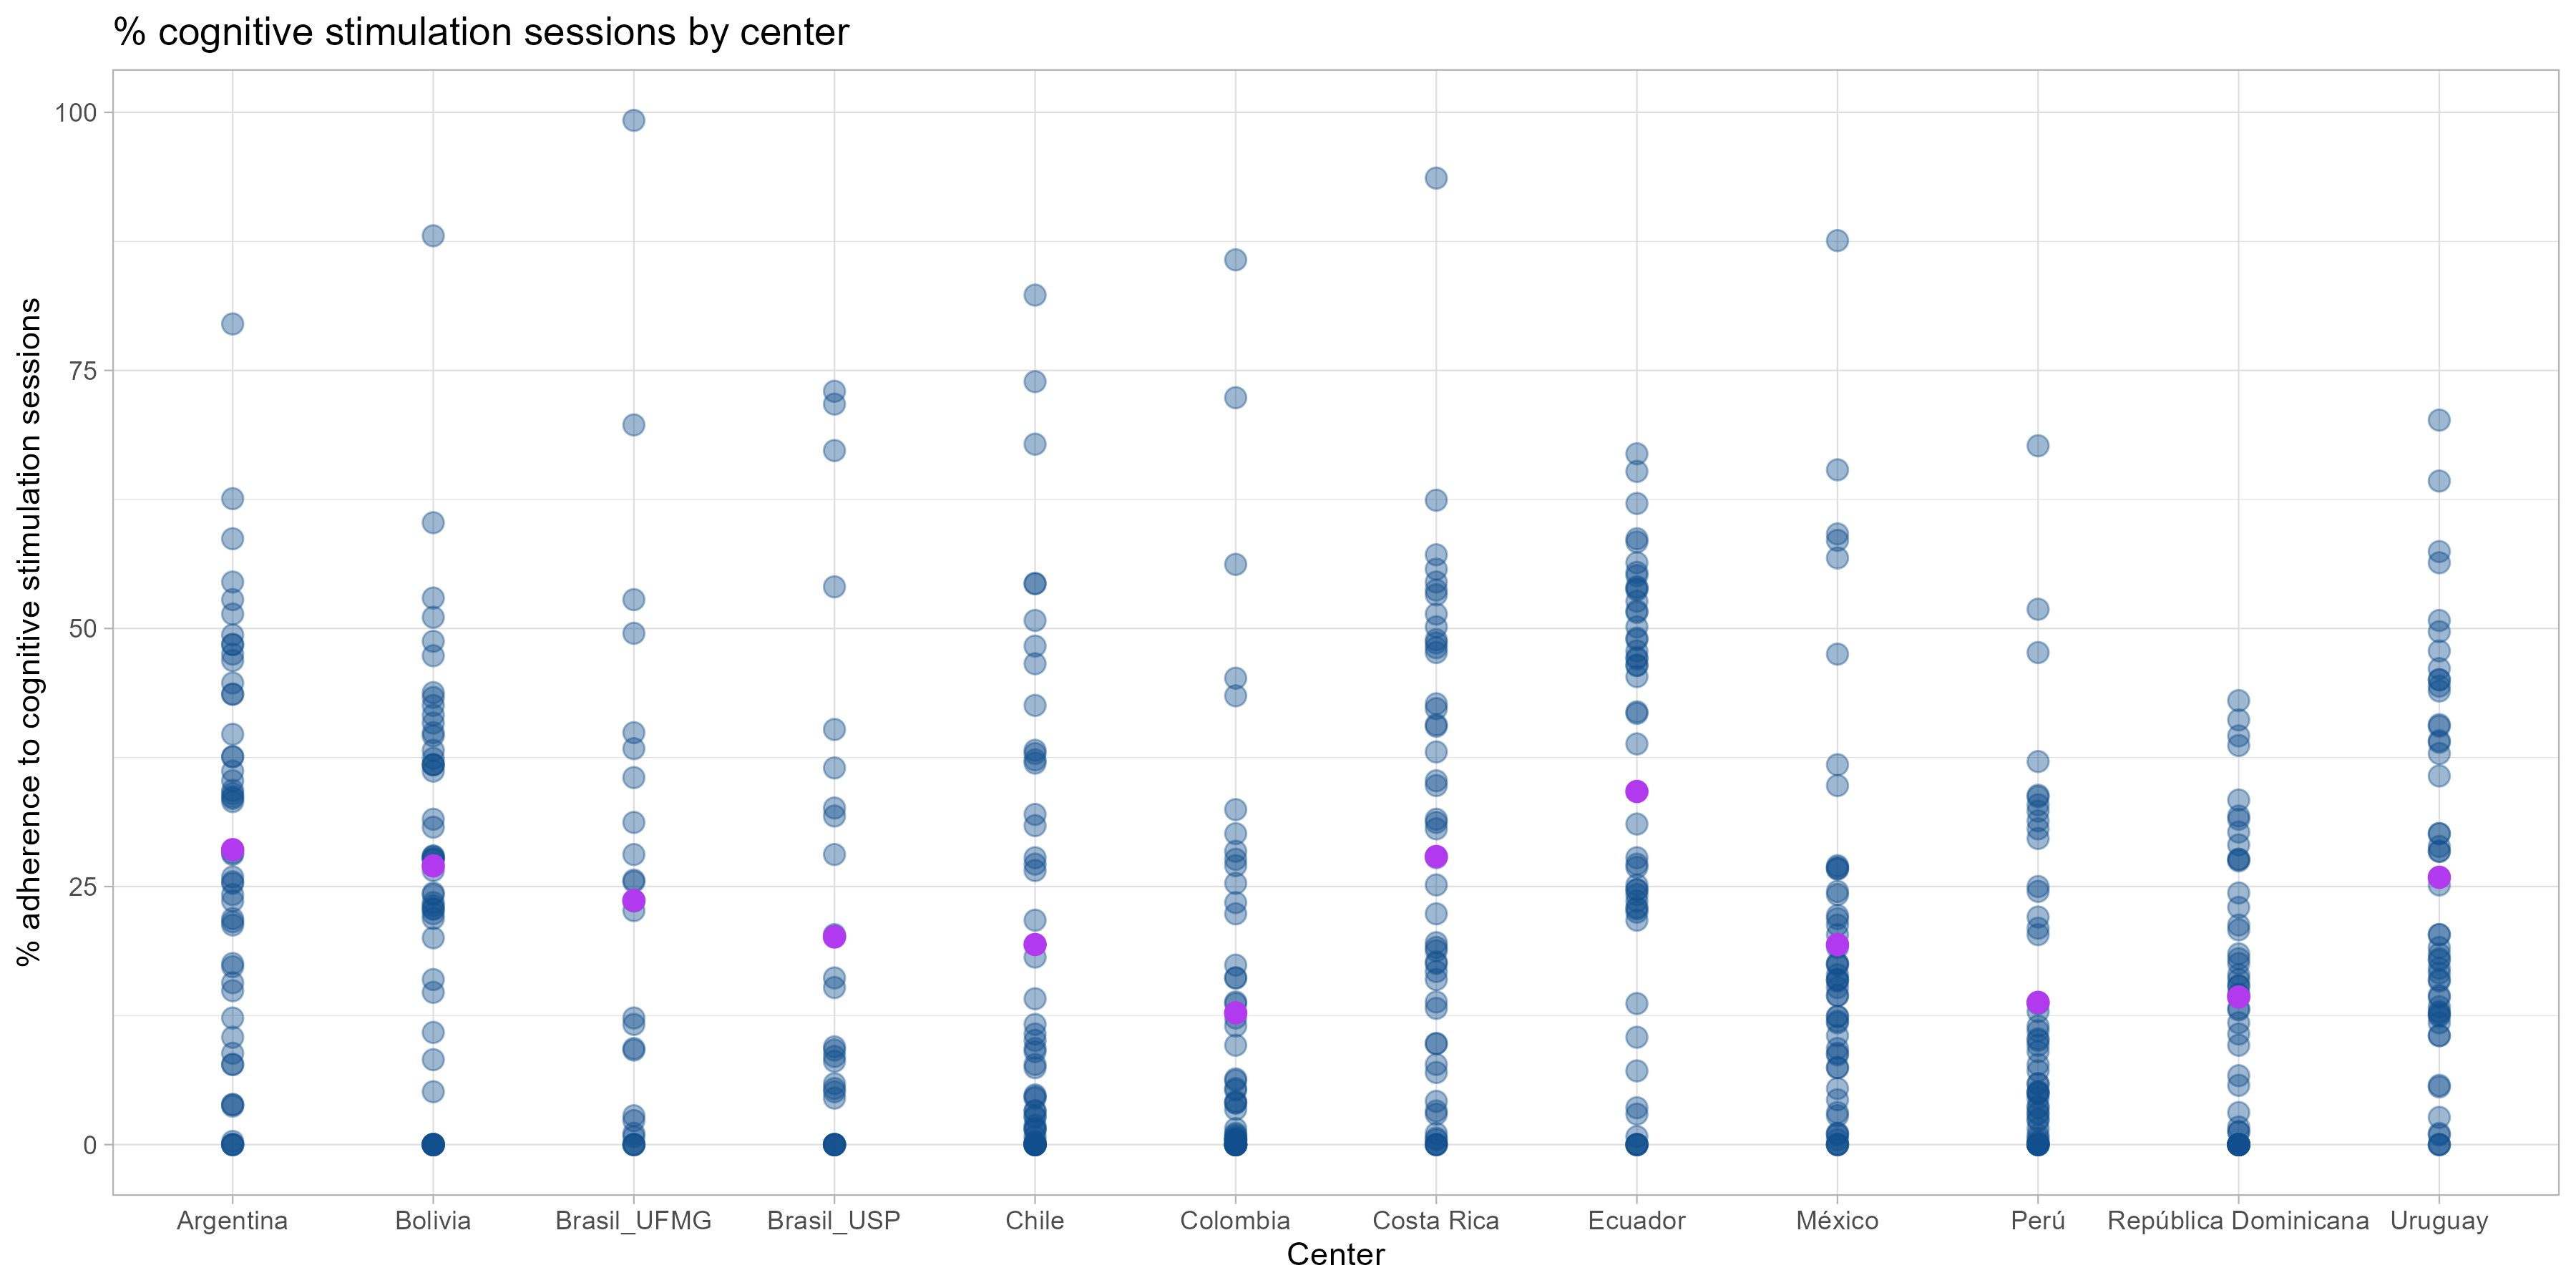 % cognitive stimulation sessions by center
% adherence to cognitive stimulation sessions
100
75
50
25
0
Argentina
Bolivia
Brasil_UFMG
Brasil_USP
Chile
Colombia
Costa Rica
Ecuador
México
Perú
República Dominicana
Uruguay
Center